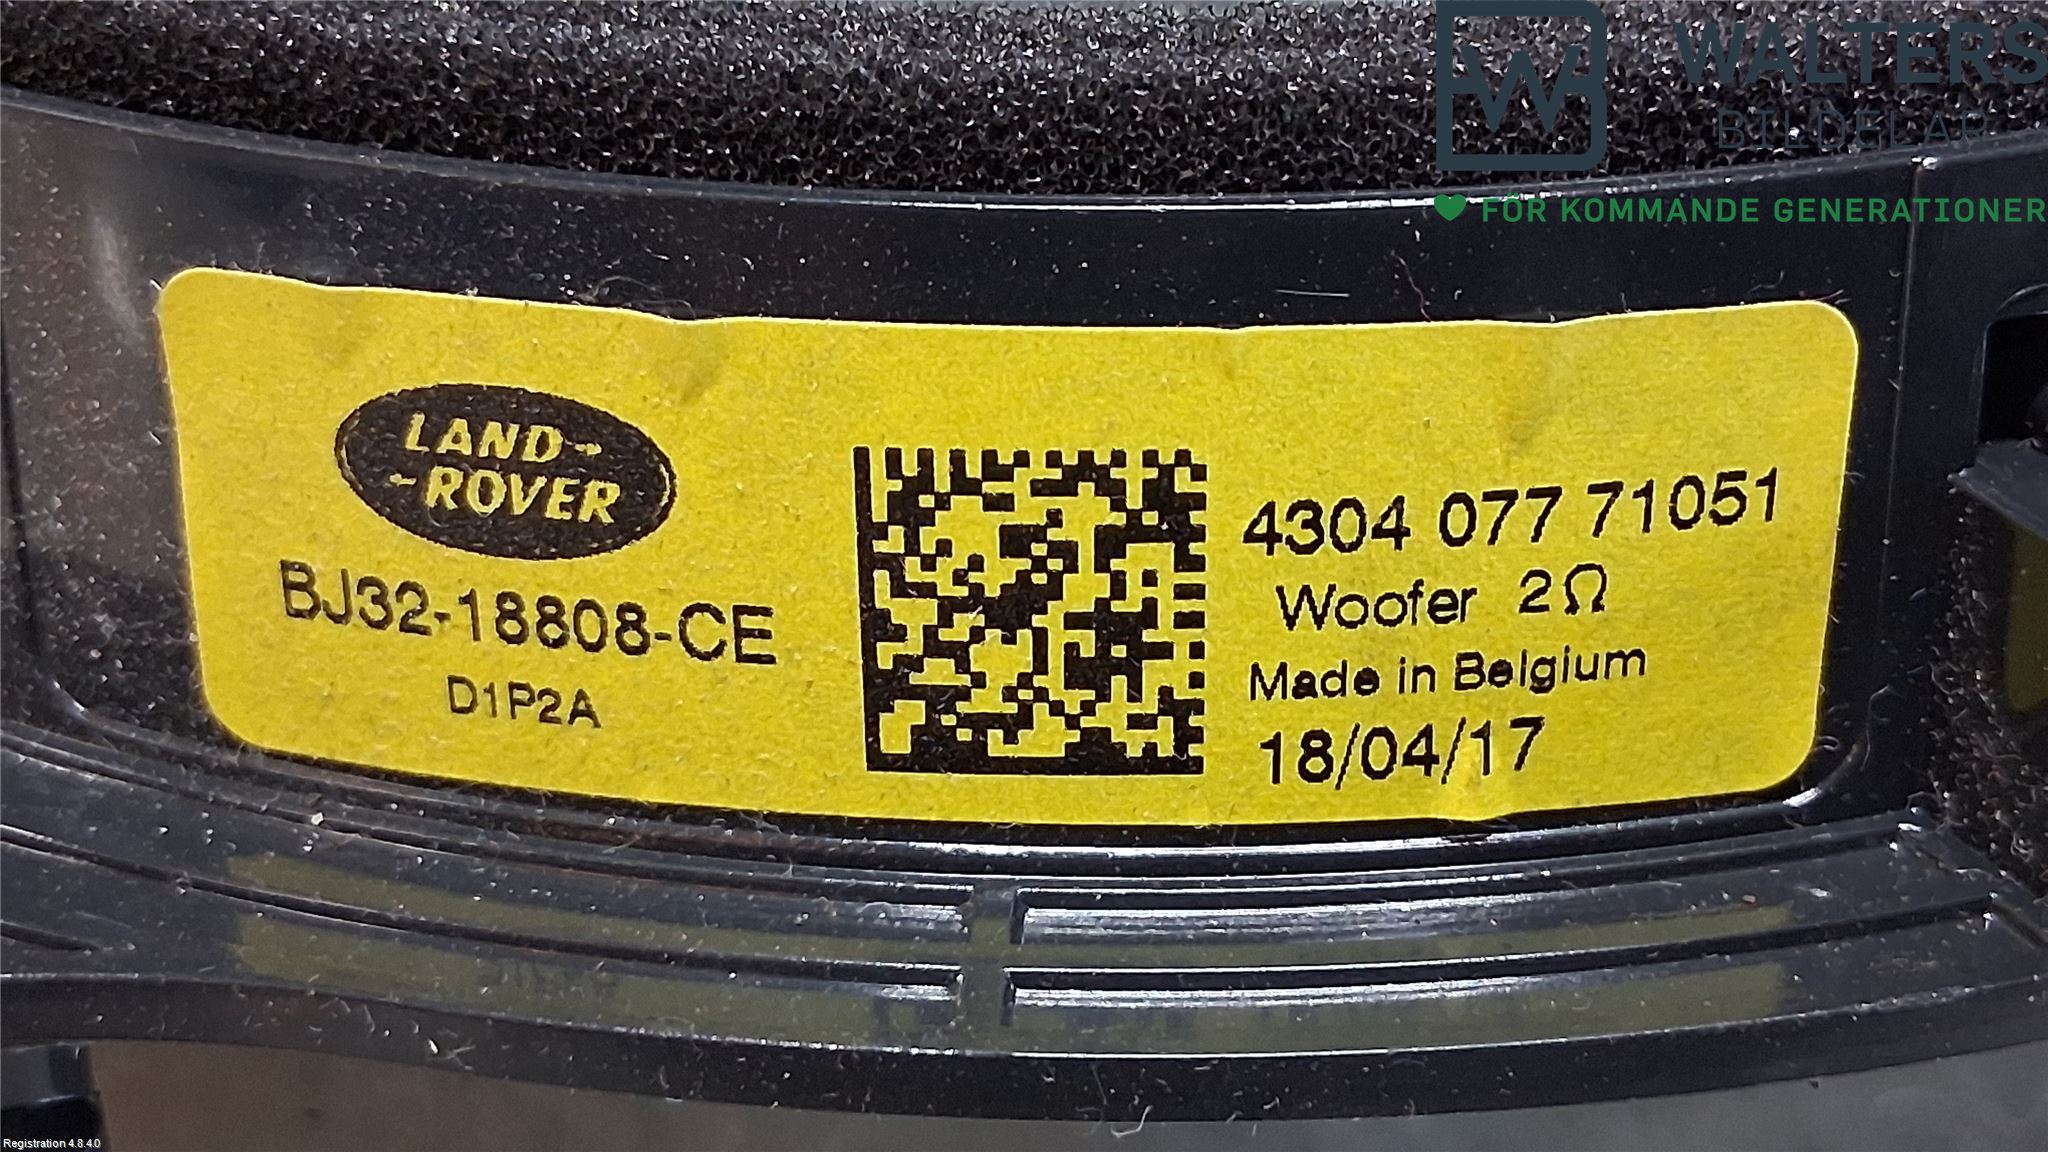 WALTERS
BILDELAR
FÖR KOMMANDE GENERATIONER
LAND-
-ROVER
BJ32-18808-CE
D1P2A
4304 077 71051
Woofer 2Ω
Made in Belgium
18/04/17
Registration 4.8.4.0